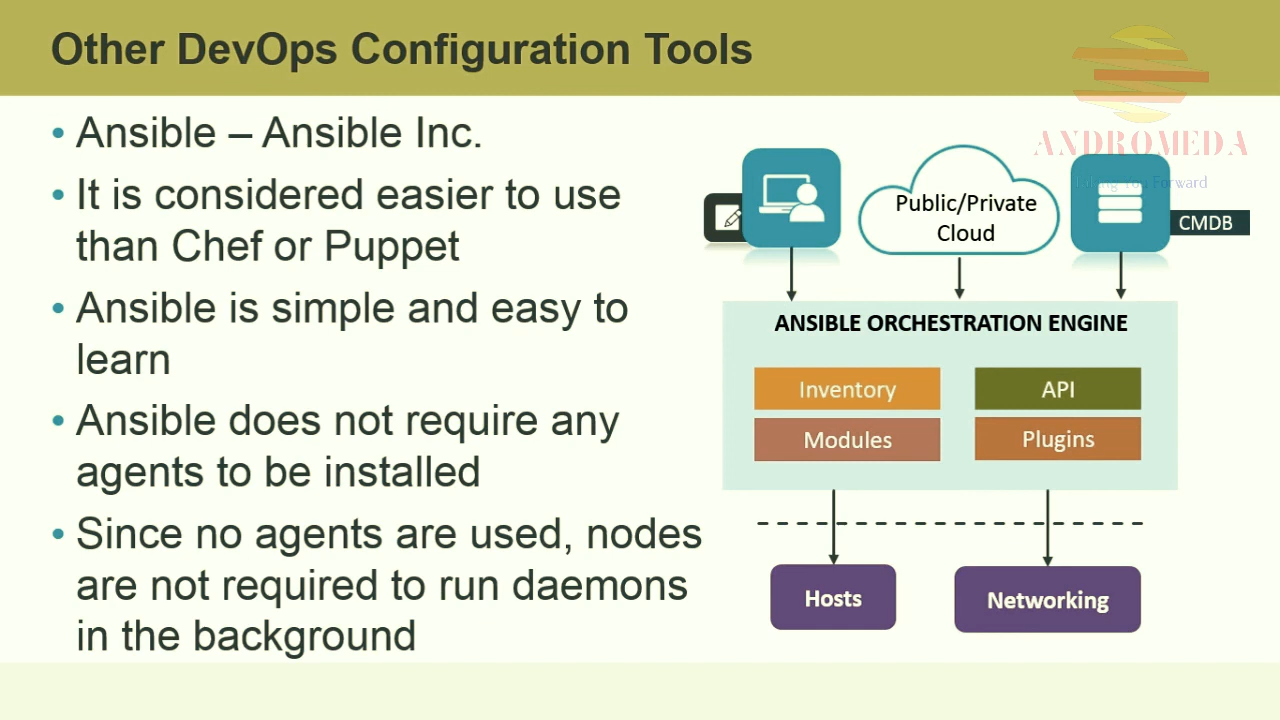 Other DevOps Configuration Tools
ANDROMEDA
Taking You Forward
• Ansible – Ansible Inc.
• It is considered easier to use
than Chef or Puppet
• Ansible is simple and easy to
learn
• Ansible does not require any
agents to be installed
• Since no agents are used, nodes
are not required to run daemons
in the background
Public/Private
Cloud
CMDB
ANSIBLE ORCHESTRATION ENGINE
Inventory
API
Modules
Plugins
Hosts
Networking